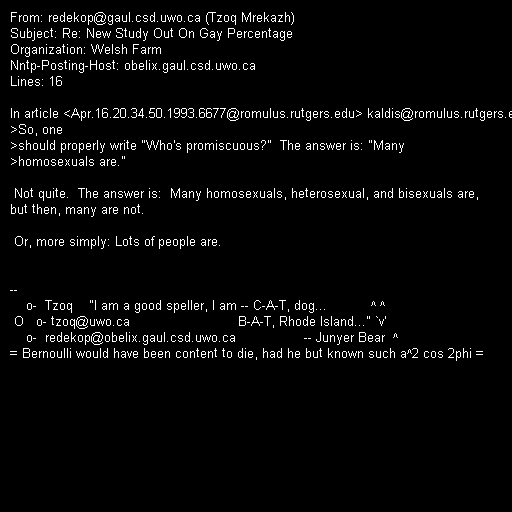 From: redekop@gaul.csd.uwo.ca (Tzoq Mrekazh)
Subject: Re: New Study Out On Gay Percentage
Organization: Welsh Farm
Nntp-Posting-Host: obelix.gaul.csd.uwo.ca
Lines: 16

In article <Apr.16.20.34.50.1993.6677@romulus.rutgers.edu> kaldis@romulus.rutgers.e
>So, one
>should properly write "Who's promiscuous?"  The answer is: "Many
>homosexuals are."

 Not quite.  The answer is:  Many homosexuals, heterosexual, and bisexuals are,
but then, many are not.

 Or, more simply: Lots of people are.

--
    o-  Tzoq    "I am a good speller, I am -- C-A-T, dog...           ^ ^
 O   o- tzoq@uwo.ca                           B-A-T, Rhode Island..." `v'
    o-  redekop@obelix.gaul.csd.uwo.ca                 -- Junyer Bear  ^
= Bernoulli would have been content to die, had he but known such a^2 cos 2phi =